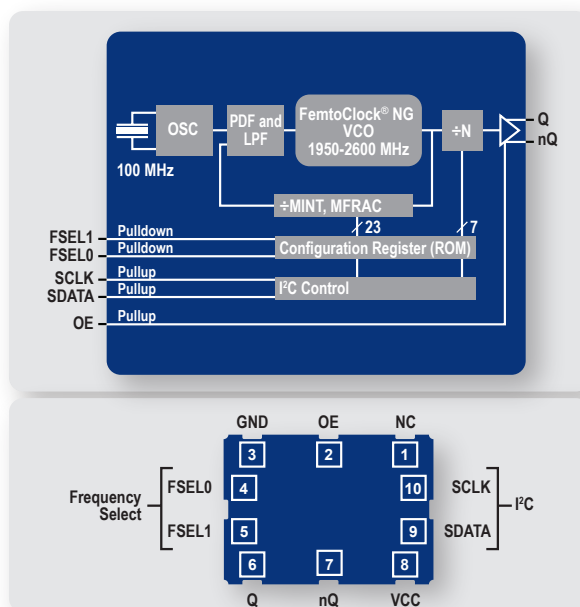 OSC
PDF and
LPF
FemtoClock® NG
VCO
1950-2600 MHz
÷N
Q
nQ
100 MHz
÷MINT, MFRAC
23
7
FSEL1
Pulldown
FSEL0
Pulldown
Configuration Register (ROM)
SCLK
Pullup
SDATA
Pullup
I²C Control
OE
Pullup
GND
OE
NC
3
2
1
Frequency
Select
FSEL0
4
10
SCLK
I²C
FSEL1
5
9
SDATA
6
7
8
Q
nQ
VCC